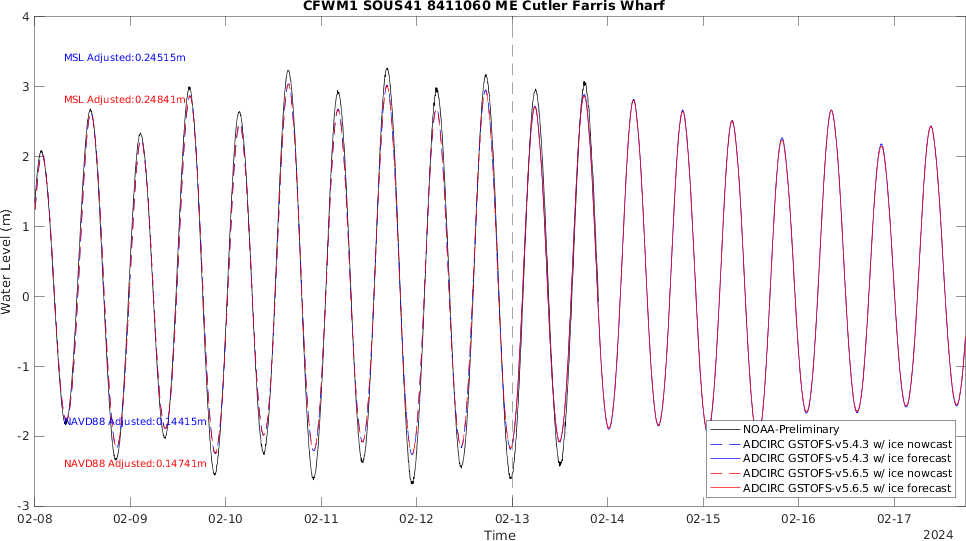 CFWM1 SOUS41 8411060 ME Cutler Farris Wharf
MSL Adjusted:0.24515m
MSL Adjusted:0.24841m
NAVD88 Adjusted:0.14415m
NAVD88 Adjusted:0.14741m
Water Level (m)
4
3
2
1
0
-1
-2
-3
02-08
02-09
02-10
02-11
02-12
02-13
02-14
02-15
02-16
02-17
Time
2024
NOAA-Preliminary
ADCIRC GSTOFS-v5.4.3 w/ ice nowcast
ADCIRC GSTOFS-v5.4.3 w/ ice forecast
ADCIRC GSTOFS-v5.6.5 w/ ice nowcast
ADCIRC GSTOFS-v5.6.5 w/ ice forecast